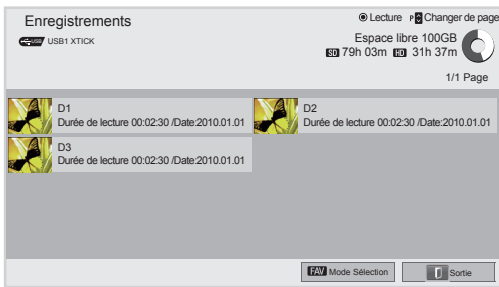 Enregistrements
Lecture P Changer de page
USB USB1 XTICK
Espace libre 100GB
SD 79h 03m HD 31h 37m
1/1 Page
D1
Durée de lecture 00:02:30 /Date:2010.01.01
D2
Durée de lecture 00:02:30 /Date:2010.01.01
D3
Durée de lecture 00:02:30 /Date:2010.01.01
FAV Mode Sélection
Sortie